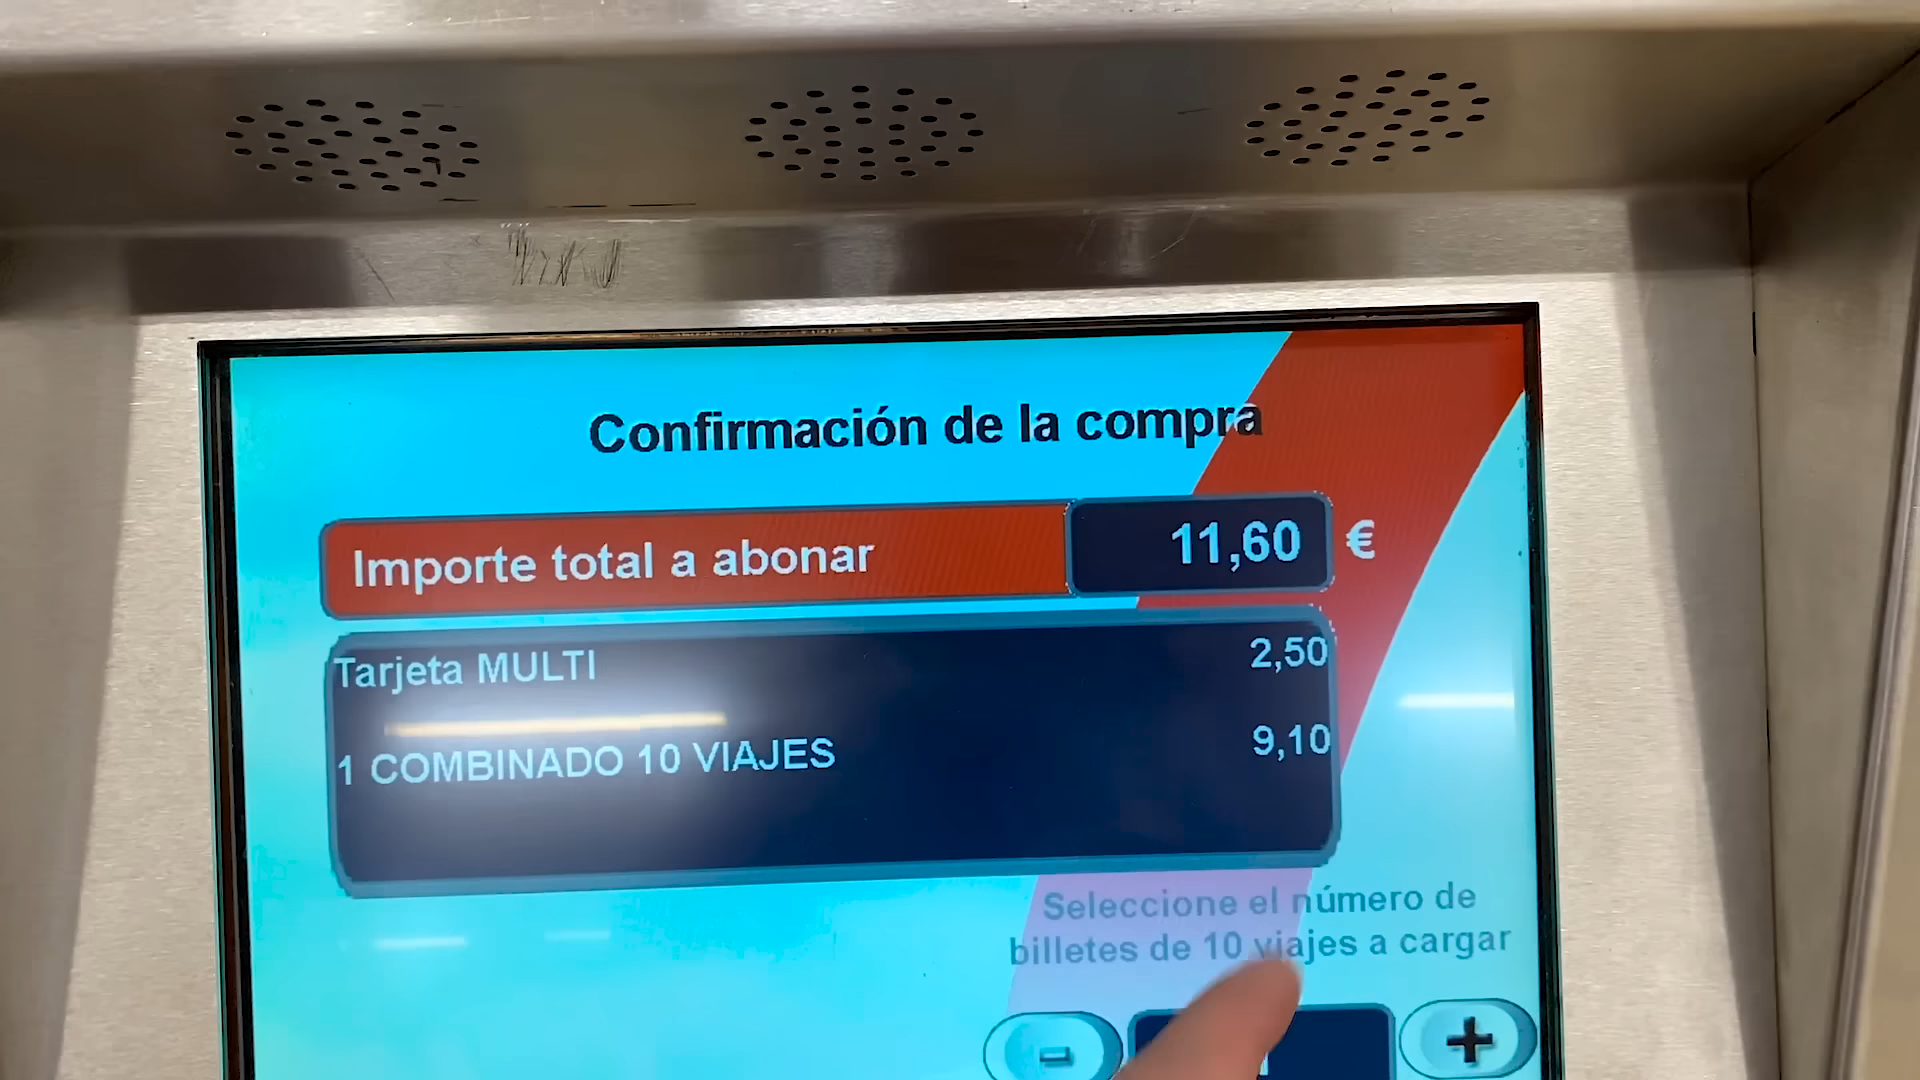 Confirmación de la compra
Importe total a abonar 11,60 €
Tarjeta MULTI 2,50
1 COMBINADO 10 VIAJES 9,10
Seleccione el número de
billetes de 10 viajes a cargar
- +